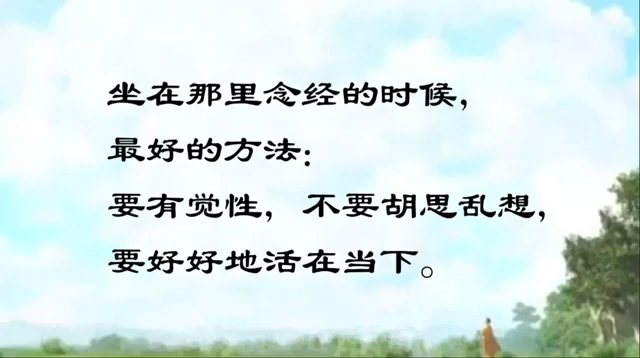 坐在那里念经的时候，
最好的方法：
要有觉性，不要胡思乱想，
要好好地活在当下。